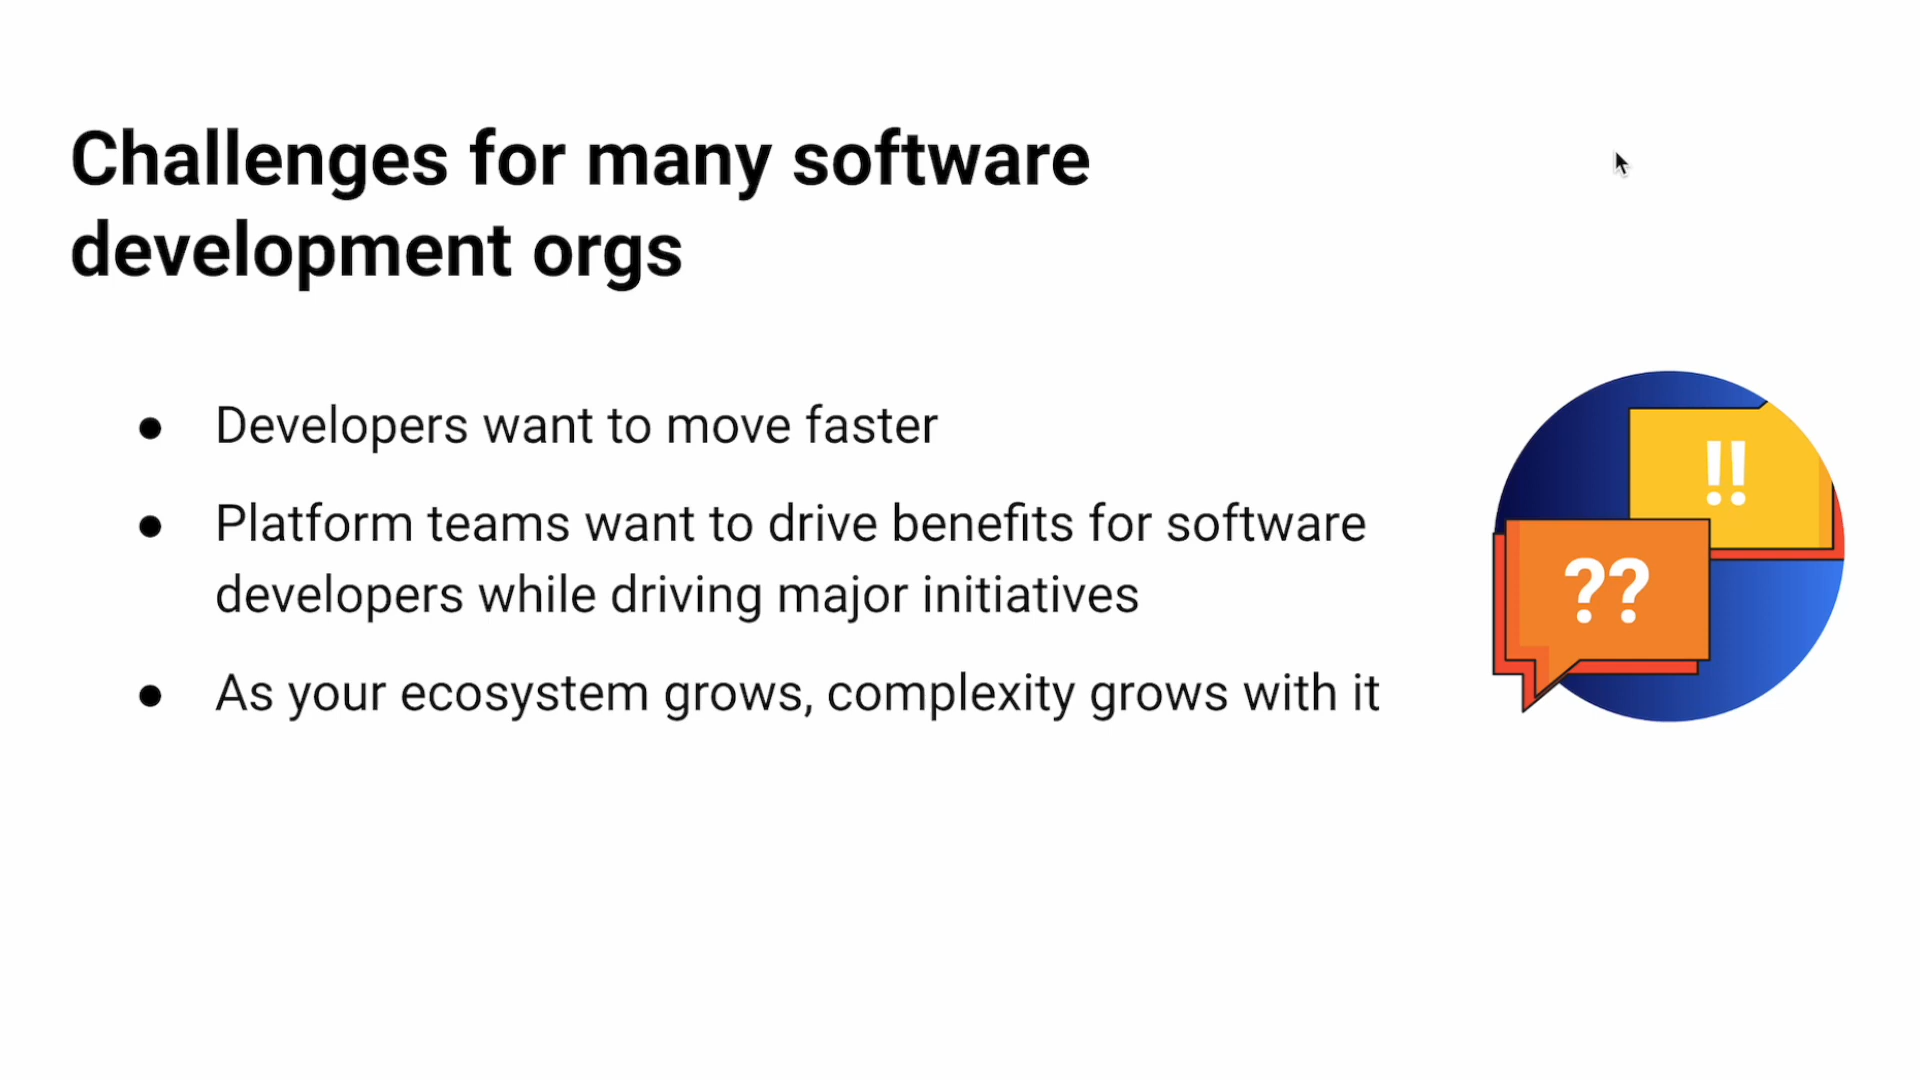 Challenges for many software
development orgs
● Developers want to move faster
● Platform teams want to drive benefits for software
developers while driving major initiatives
● As your ecosystem grows, complexity grows with it
!!
??